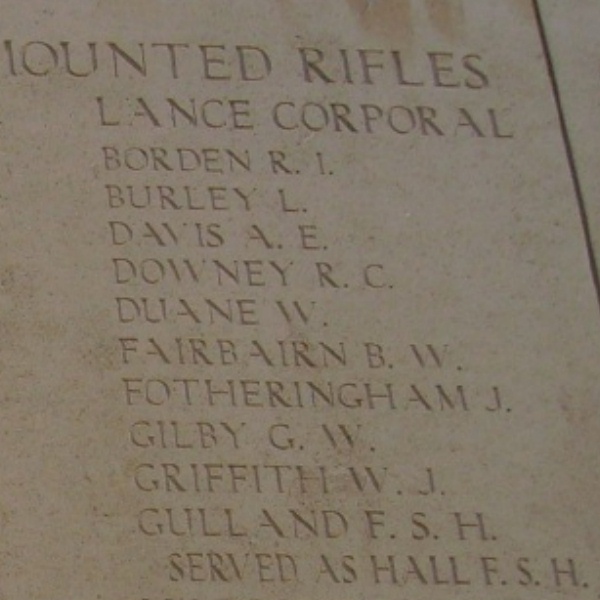 MOUNTED RIFLES
LANCE CORPORAL
BORDEN R. I.
BURLEY L.
DAVIS A. E.
DOWNEY R. C.
DUANE W.
FAIRBAIRN B. W.
FOTHERINGHAM J.
GILBY G. W.
GRIFFITH W. J.
GULLAND F. S. H.
SERVED AS HALL F. S. H.